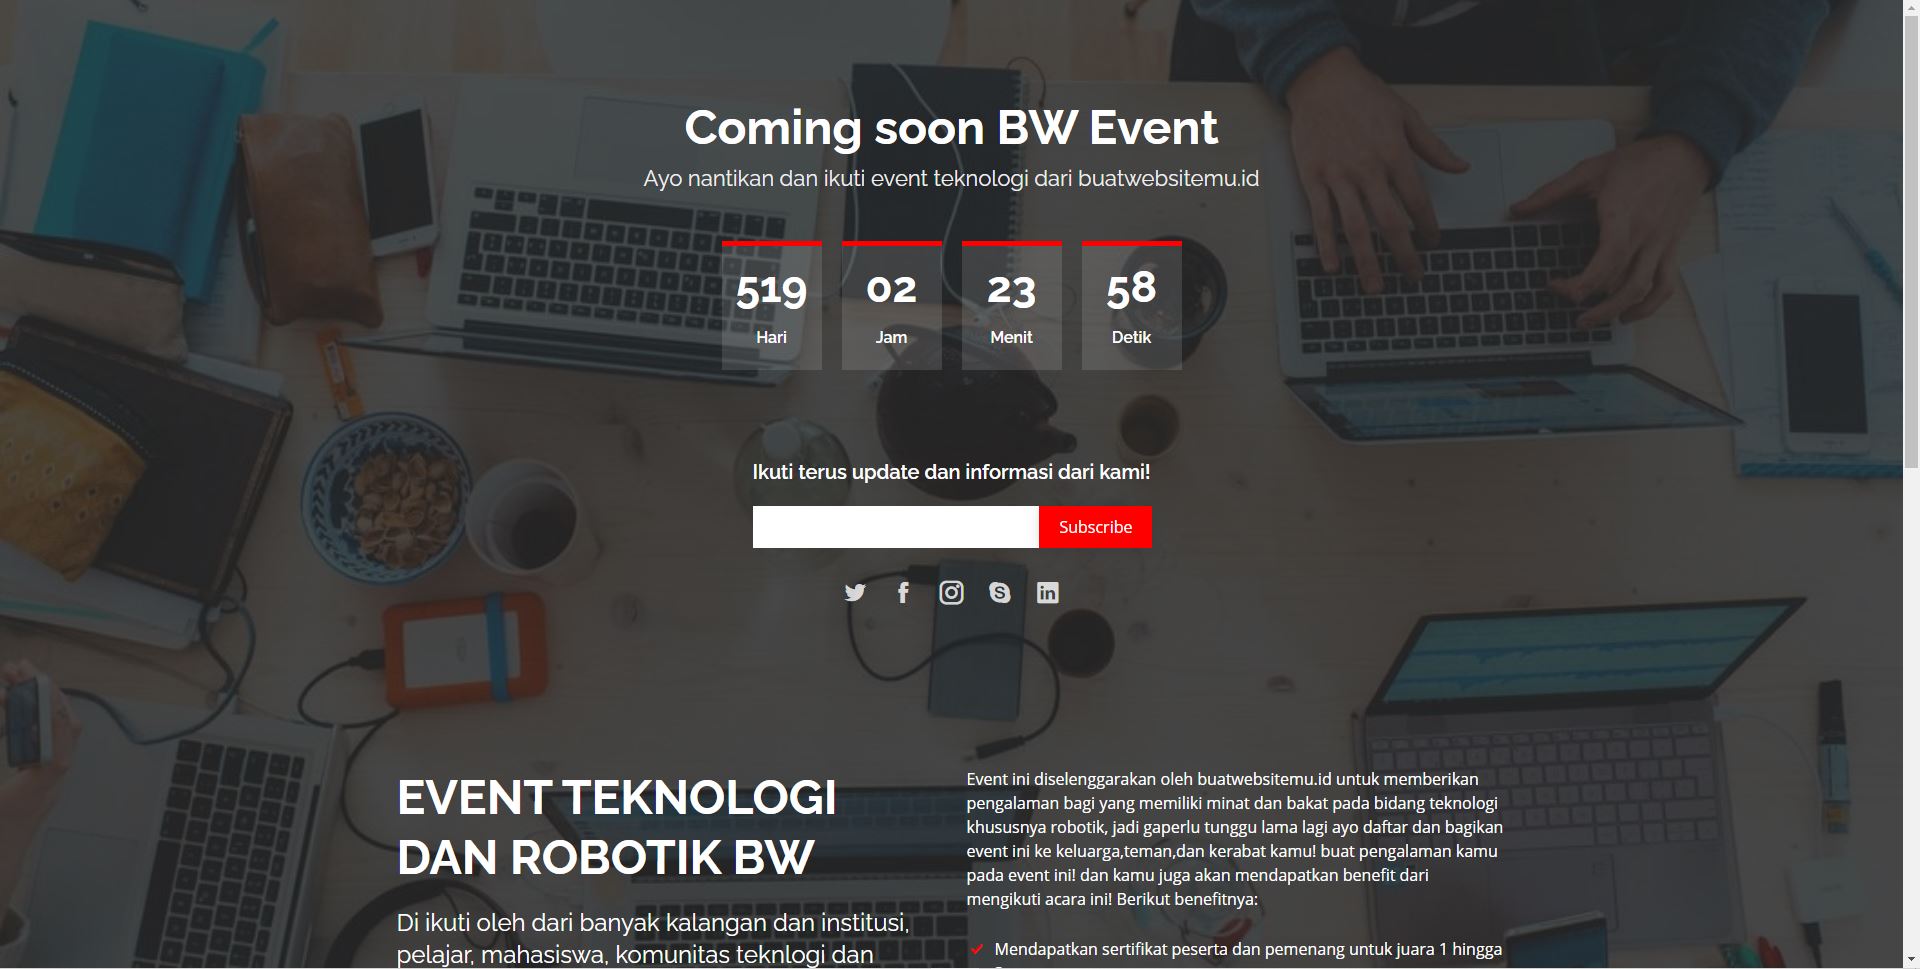 Coming soon BW Event
Ayo nantikan dan ikuti event teknologi dari buatwebsitemu.id
519 02 23 58
Hari Jam Menit Detik
Ikuti terus update dan informasi dari kami!
Subscribe
EVENT TEKNOLOGI
DAN ROBOTIK BW
Di ikuti oleh dari banyak kalangan dan institusi,
pelajar, mahasiswa, komunitas teknlogi dan
Event ini diselenggarakan oleh buatwebsitemu.id untuk memberikan
pengalaman bagi yang memiliki minat dan bakat pada bidang teknologi
khususnya robotik, jadi gaperlu tunggu lama lagi ayo daftar dan bagikan
event ini ke keluarga,teman,dan kerabat kamu! buat pengalaman kamu
pada event ini! dan kamu juga akan mendapatkan benefit dari
mengikuti acara ini! Berikut benefitnya:
Mendapatkan sertifikat peserta dan pemenang untuk juara 1 hingga